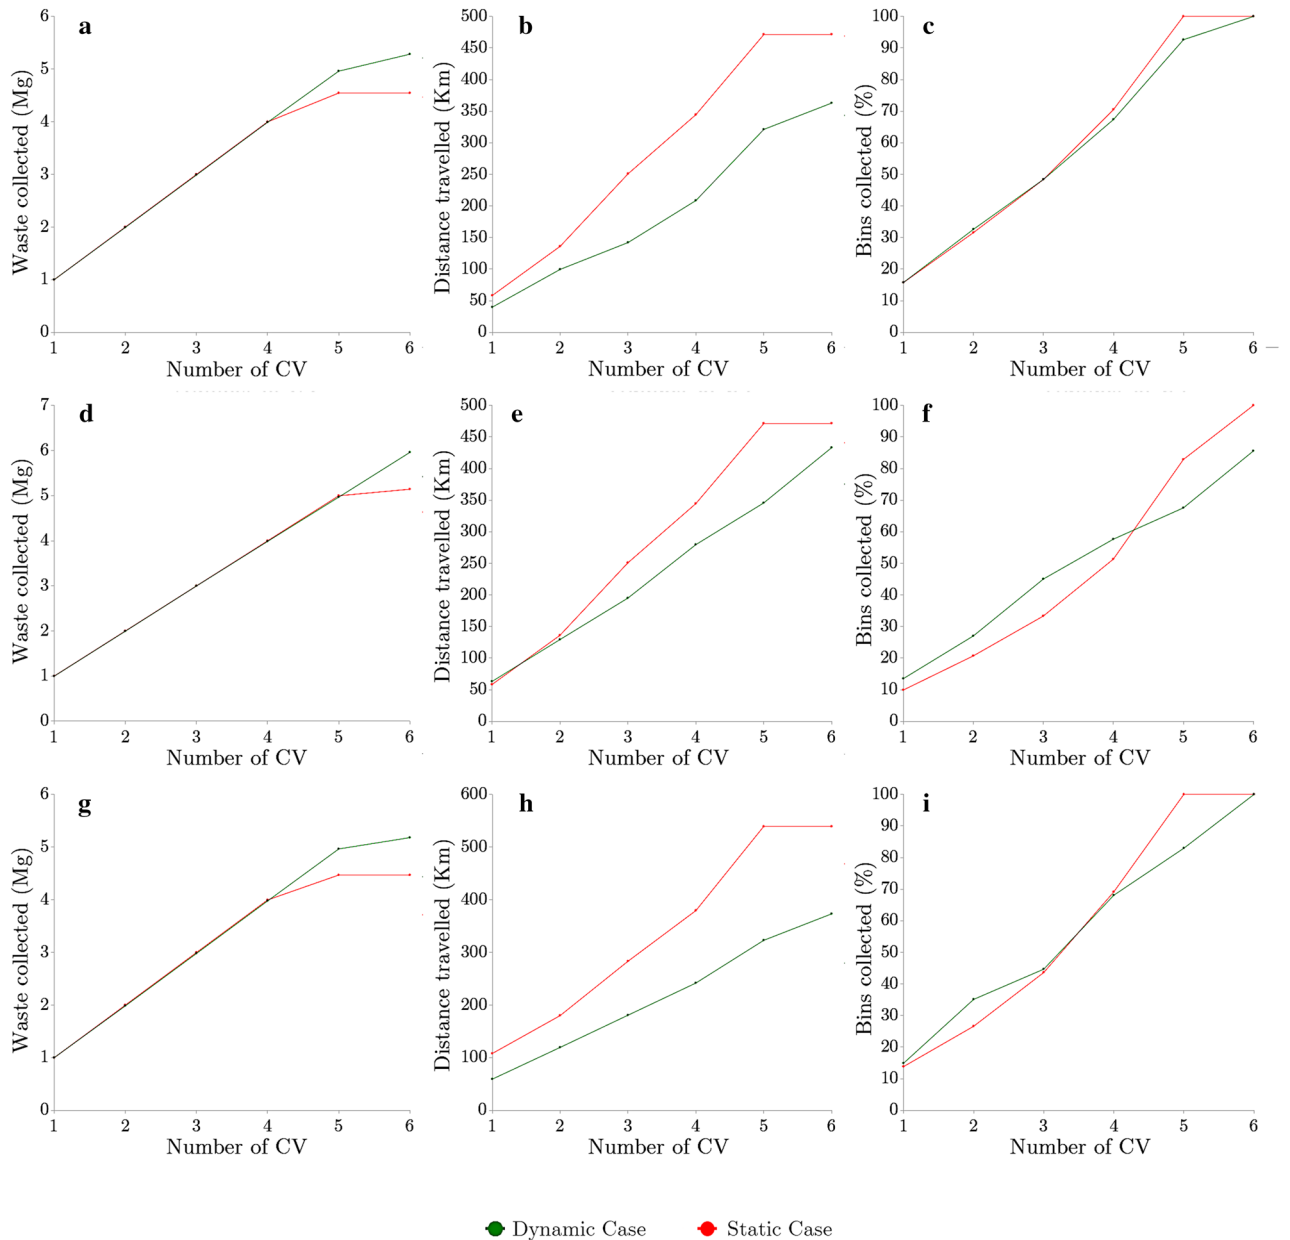 a
Waste collected (Mg)
6
5
4
3
2
1
0
1 2 3 4 5 6
Number of CV
b
Distance travelled (Km)
500
450
400
350
300
250
200
150
100
50
0
1 2 3 4 5 6
Number of CV
c
Bins collected (%)
100
90
80
70
60
50
40
30
20
10
0
1 2 3 4 5 6
Number of CV
d
Waste collected (Mg)
7
6
5
4
3
2
1
0
1 2 3 4 5 6
Number of CV
e
Distance travelled (Km)
500
450
400
350
300
250
200
150
100
50
0
1 2 3 4 5 6
Number of CV
f
Bins collected (%)
100
90
80
70
60
50
40
30
20
10
0
1 2 3 4 5 6
Number of CV
g
Waste collected (Mg)
6
5
4
3
2
1
0
1 2 3 4 5 6
Number of CV
h
Distance travelled (Km)
600
500
400
300
200
100
0
1 2 3 4 5 6
Number of CV
i
Bins collected (%)
100
90
80
70
60
50
40
30
20
10
0
1 2 3 4 5 6
Number of CV
Dynamic Case Static Case